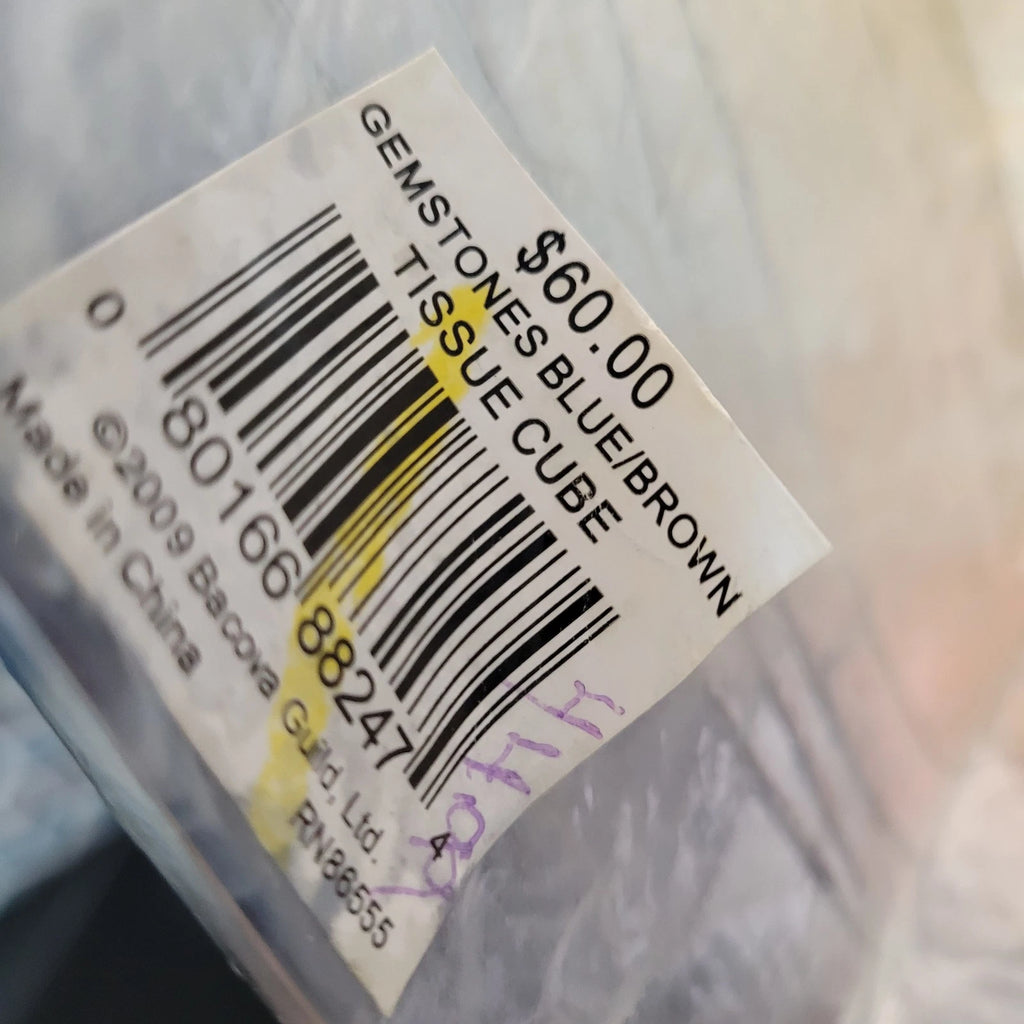 $60.00
GEMSTONES BLUE/BROWN
TISSUE CUBE
0 80166 88247 4
©2009 Bacova Guild, Ltd.
Made in China
RN86555